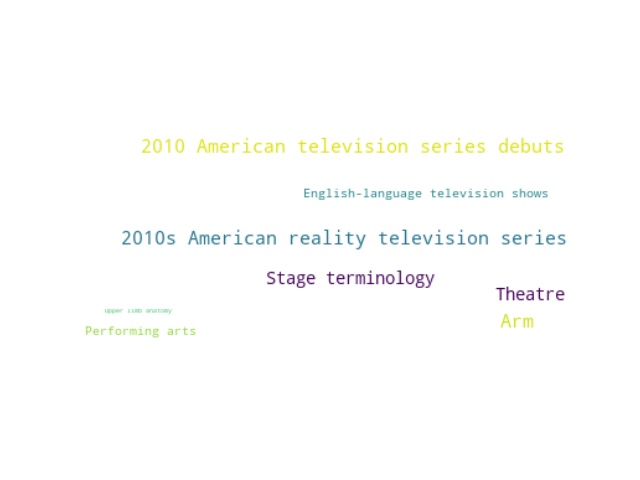 2010 American television series debuts
English-language television shows
2010s American reality television series
Stage terminology
Theatre
upper limb anatomy
Arm
Performing arts